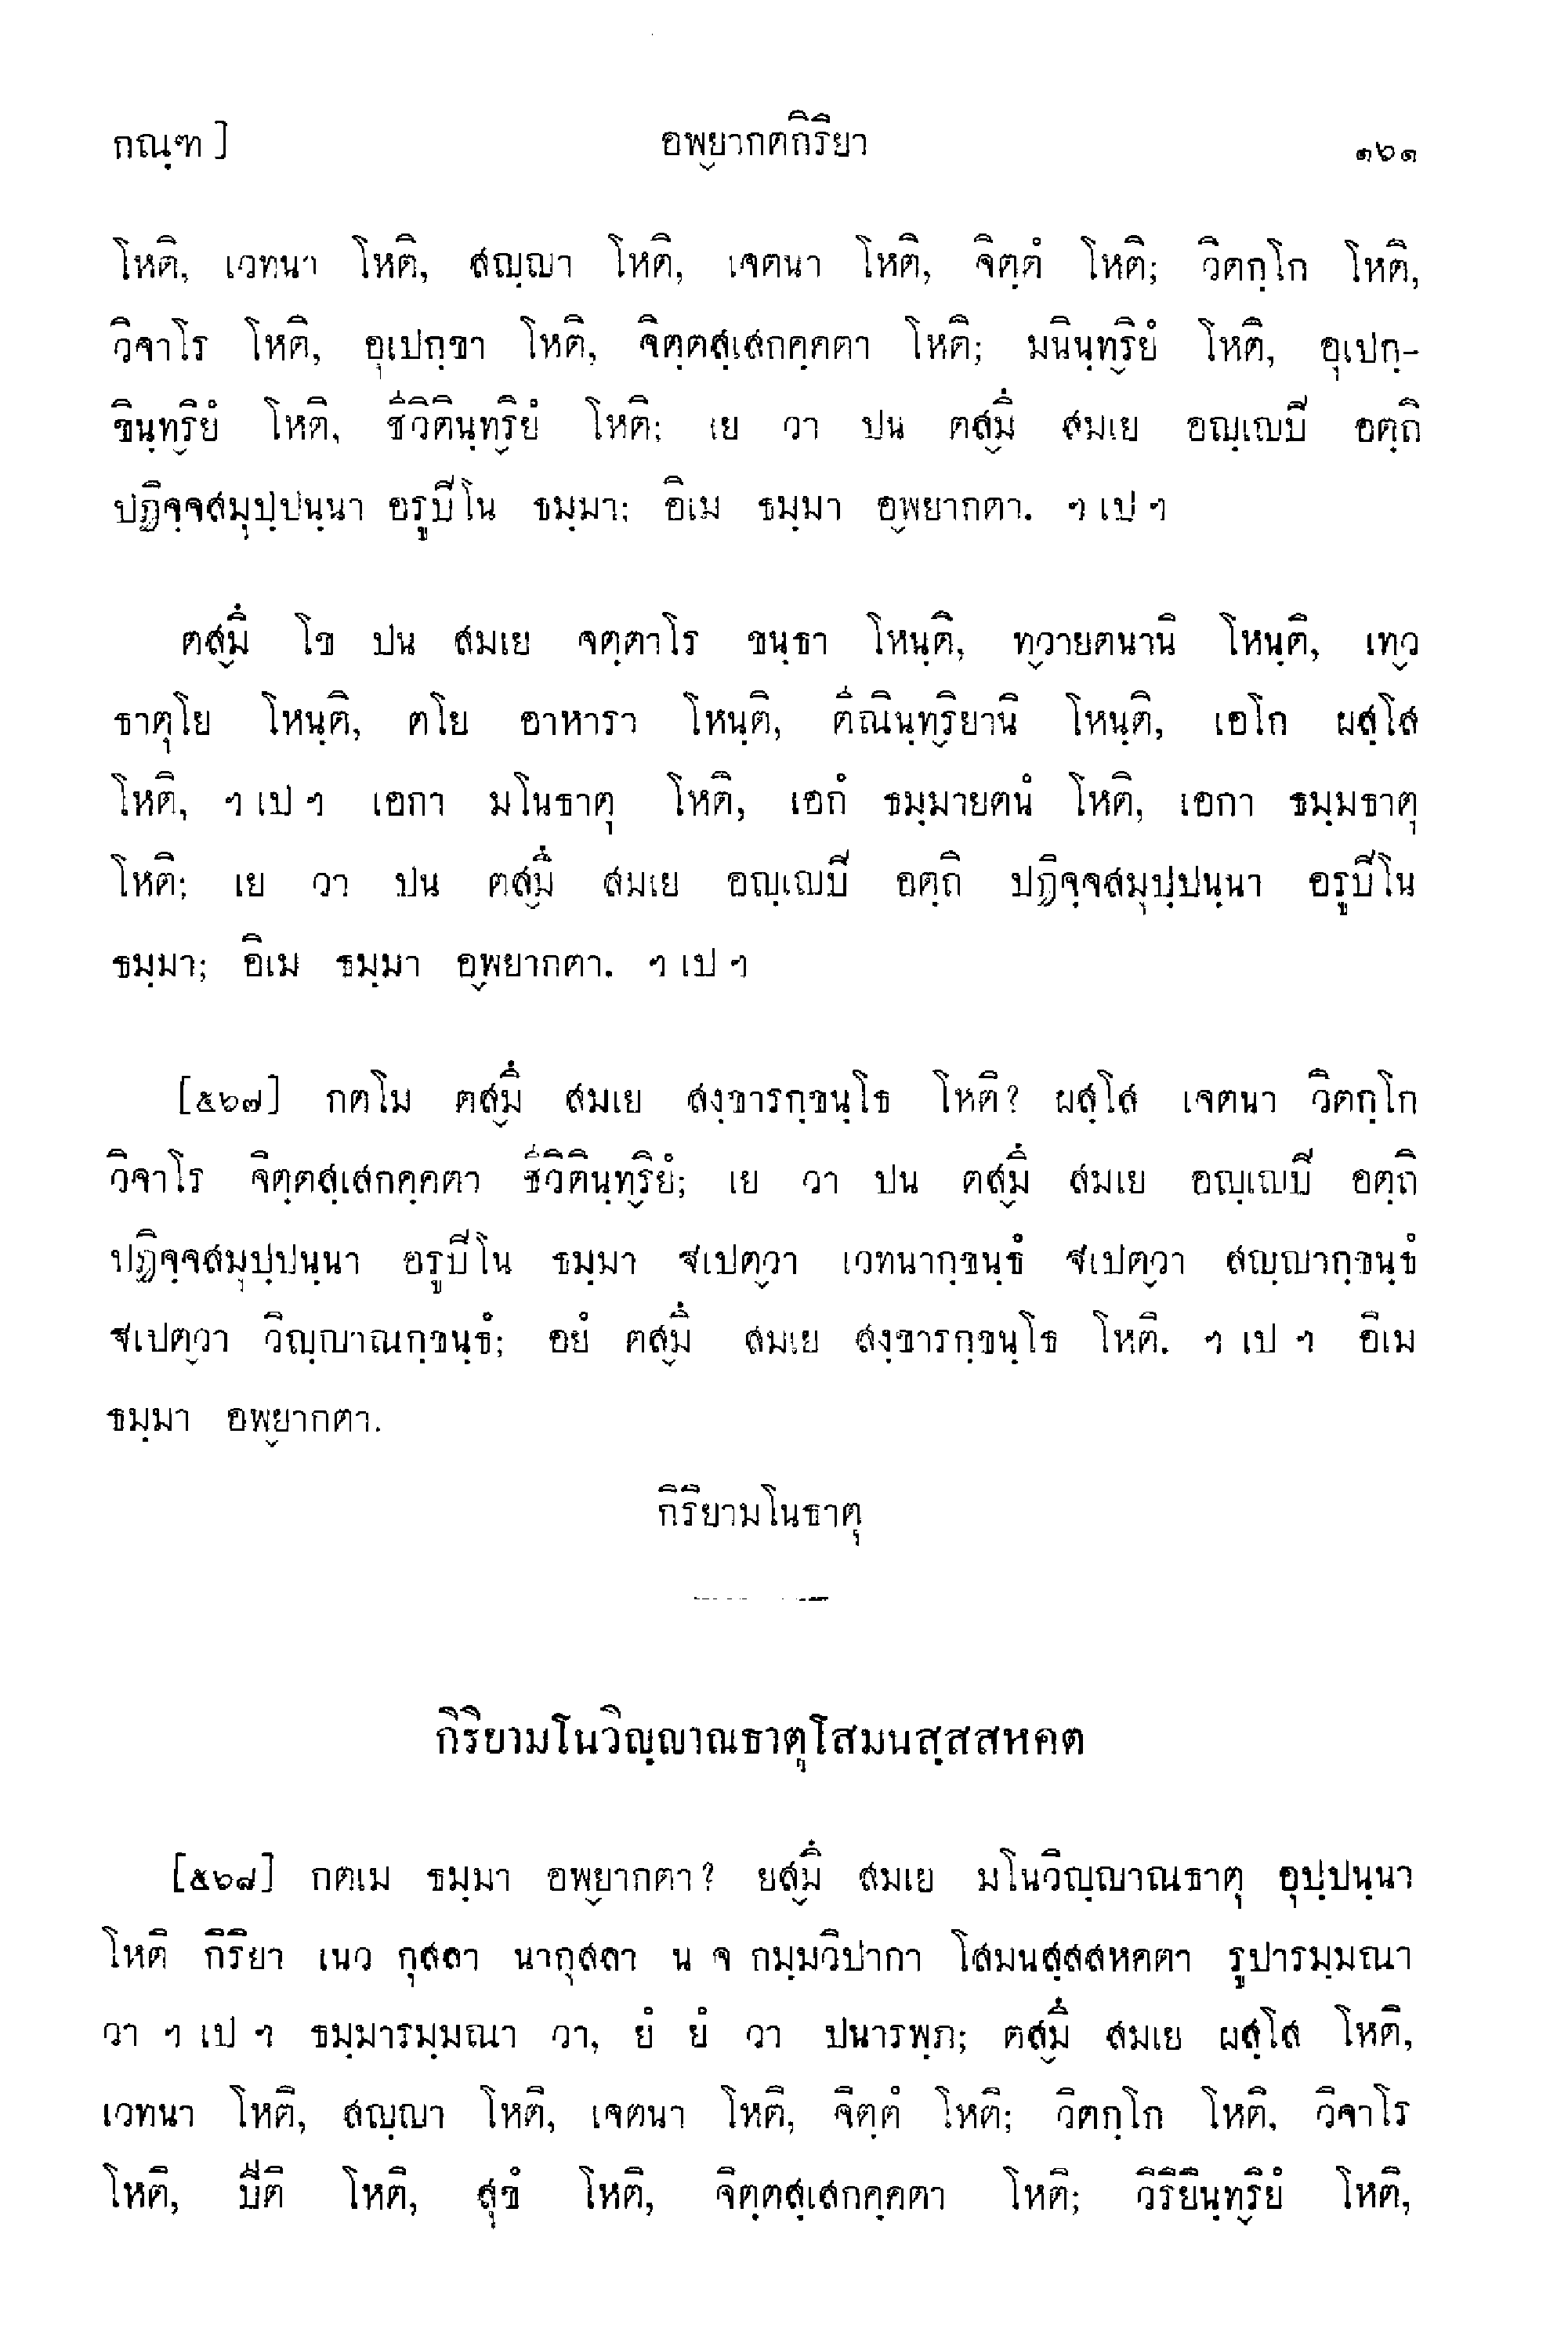 กณฺฑ] อพฺยากตกิริยา ๑๖๑
โหติ, เวทนา โหติ, สญฺญา โหติ, เจตนา โหติ, จิตฺตํ โหติ; วิตกฺโก โหติ,
วิจาโร โหติ, อุเปกฺขา โหติ, จิตฺตสฺเสกคฺคตา โหติ; มนินฺทฺริยํ โหติ, อุเปกฺ-
ขินฺทฺริยํ โหติ, ชีวิตินฺทฺริยํ โหติ; เย วา ปน ตสฺมึ สมเย อญฺเญปี อตฺถิ
ปฏิจฺจสมุปฺปนฺนา อรูปีโน ธมฺมา; อิเม ธมฺมา อพฺยากตา. ฯ เป ฯ
ตสฺมึ โข ปน สมเย จตฺตาโร ขนฺธา โหนฺติ, ทฺวายตนานิ โหนฺติ, เทฺว
ธาตุโย โหนฺติ, ตโย อาหารา โหนฺติ, ตีณินฺทฺริยานิ โหนฺติ, เอโก ผสฺโส
โหติ, ฯ เป ฯ เอกา มโนธาตุ โหติ, เอกํ ธมฺมายตนํ โหติ, เอกา ธมฺมธาตุ
โหติ; เย วา ปน ตสฺมึ สมเย อญฺเญปี อตฺถิ ปฏิจฺจสมุปฺปนฺนา อรูปีโน
ธมฺมา; อิเม ธมฺมา อพฺยากตา. ฯ เป ฯ
[๕๖๗] กตโม ตสฺมึ สมเย สงฺขารกฺขนฺโธ โหติ? ผสฺโส เจตนา วิตกฺโก
วิจาโร จิตฺตสฺเสกคฺคตา ชีวิตินฺทฺริยํ; เย วา ปน ตสฺมึ สมเย อญฺเญปี อตฺถิ
ปฏิจฺจสมุปฺปนฺนา อรูปีโน ธมฺมา ฐเปตฺวา เวทนากฺขนฺธํ ฐเปตฺวา สญฺญากฺขนฺธํ
ฐเปตฺวา วิญฺญาณกฺขนฺธํ; อยํ ตสฺมึ สมเย สงฺขารกฺขนฺโธ โหติ. ฯ เป ฯ อิเม
ธมฺมา อพฺยากตา.
กิริยามโนธาตุ
กิริยามโนวิญฺญาณธาตุโสมนสฺสสหคต
[๕๖๘] กตเม ธมฺมา อพฺยากตา? ยสฺมึ สมเย มโนวิญฺญาณธาตุ อุปฺปนฺนา
โหติ กิริยา เนว กุสลา นากุสลา น จ กมฺมวิปากา โสมนสฺสสหคตา รูปารมฺมณา
วา ฯ เป ฯ ธมฺมารมฺมณา วา, ยํ ยํ วา ปนารพฺภ; ตสฺมึ สมเย ผสฺโส โหติ,
เวทนา โหติ, สญฺญา โหติ, เจตนา โหติ, จิตฺตํ โหติ; วิตกฺโก โหติ, วิจาโร
โหติ, ปีติ โหติ, สุขํ โหติ, จิตฺตสฺเสกคฺคตา โหติ; วิริยินฺทฺริยํ โหติ,